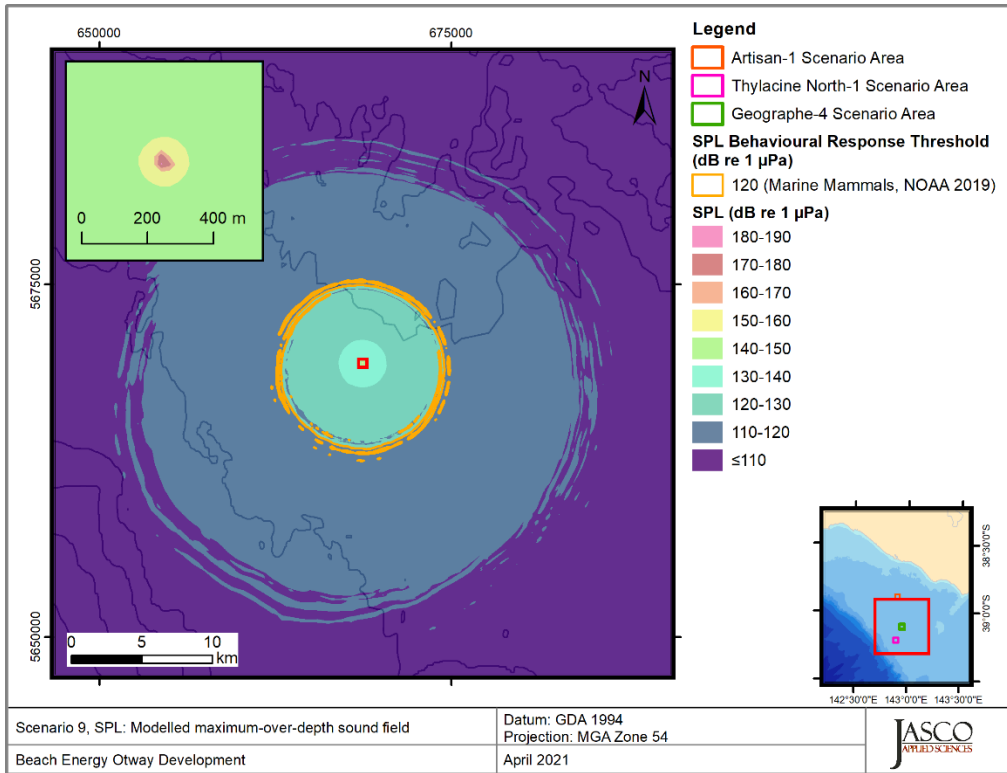 650000
675000
5675000
5650000
N
0 200 400 m
0 5 10
km
Legend
Artisan-1 Scenario Area
Thylacine North-1 Scenario Area
Geographe-4 Scenario Area
SPL Behavioural Response Threshold
(dB re 1 µPa)
120 (Marine Mammals, NOAA 2019)
SPL (dB re 1 µPa)
180-190
170-180
160-170
150-160
140-150
130-140
120-130
110-120
≤110
38°30'0"S
39°0'0"S
142°30'0"E 143°0'0"E 143°30'0"E
Scenario 9, SPL: Modelled maximum-over-depth sound field
Datum: GDA 1994
Projection: MGA Zone 54
Beach Energy Otway Development
April 2021
JASCO
APPLIED SCIENCES